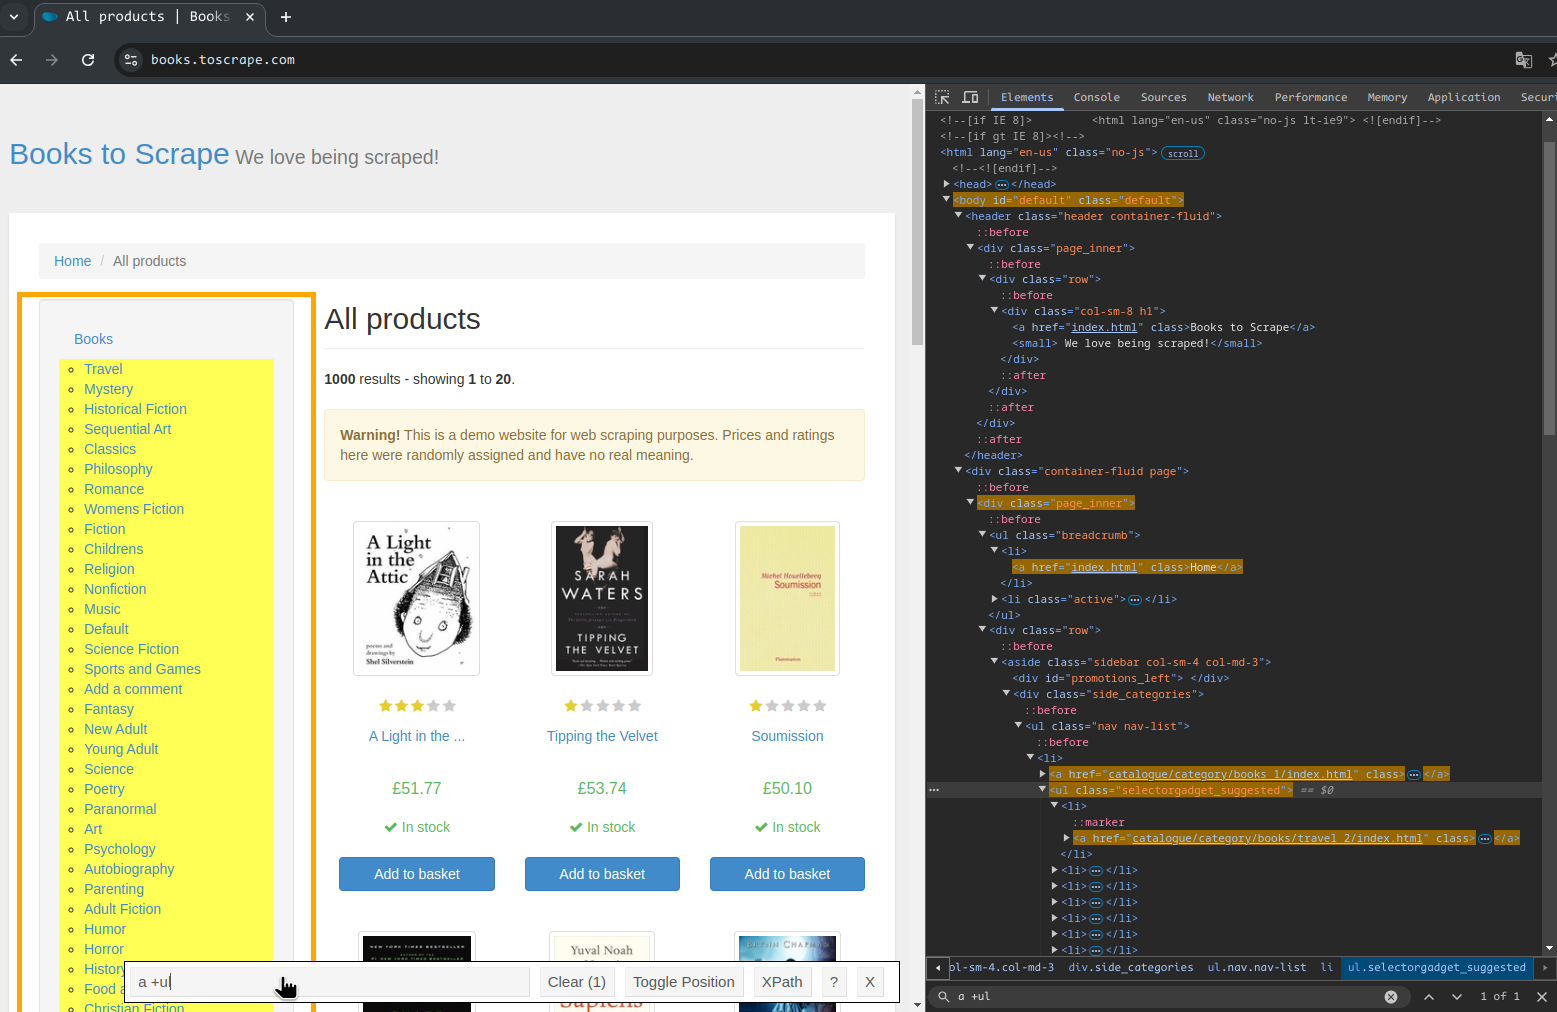 All products | Books
books.toscrape.com
Books to Scrape We love being scraped!
Home / All products
Books
Travel
Mystery
Historical Fiction
Sequential Art
Classics
Philosophy
Romance
Womens Fiction
Fiction
Childrens
Religion
Nonfiction
Music
Default
Science Fiction
Sports and Games
Add a comment
Fantasy
New Adult
Young Adult
Science
Poetry
Paranormal
Art
Psychology
Autobiography
Parenting
Adult Fiction
Humor
Horror
History
Food a
Christian Fiction
All products
1000 results - showing 1 to 20.
Warning! This is a demo website for web scraping purposes. Prices and ratings
here were randomly assigned and have no real meaning.
A Light
in the
Attic
poems and
drawings by
Shel Silverstein
SARAH
WATERS
TIPPING
THE VELVET
Michel Houellebecq
Soumission
Flammarion
A Light in the ...
Tipping the Velvet
Soumission
£51.77
£53.74
£50.10
In stock
In stock
In stock
Add to basket
Add to basket
Add to basket
NEW YORK TIMES BESTSELLER
Yuval Noah
Sapiens
a +ul
Clear (1)
Toggle Position
XPath
?
X
Elements Console Sources Network Performance Memory Application Securi
<!--[if IE 8]> <html lang="en-us" class="no-js lt-ie9"> <![endif]-->
<!--[if gt IE 8]><!-->
<html lang="en-us" class="no-js"> scroll
<!--<![endif]-->
<head> ··· </head>
<body id="default" class="default">
<header class="header container-fluid">
::before
<div class="page_inner">
::before
<div class="row">
::before
<div class="col-sm-8 h1">
<a href="index.html" class>Books to Scrape</a>
<small> We love being scraped!</small>
</div>
::after
</div>
::after
</div>
::after
</header>
<div class="container-fluid page">
::before
<div class="page_inner">
::before
<ul class="breadcrumb">
<li>
<a href="index.html" class>Home</a>
</li>
<li class="active"> ··· </li>
</ul>
<div class="row">
::before
<aside class="sidebar col-sm-4 col-md-3">
<div id="promotions_left"> </div>
<div class="side_categories">
::before
<ul class="nav nav-list">
::before
<li>
<a href="catalogue/category/books_1/index.html" class> ··· </a>
··· <ul class="selectorgadget_suggested"> == $0
<li>
::marker
<a href="catalogue/category/books/travel_2/index.html" class> ··· </a>
</li>
<li> ··· </li>
<li> ··· </li>
<li> ··· </li>
<li> ··· </li>
<li> ··· </li>
<li> ··· </li>
ol-sm-4.col-md-3 div.side_categories ul.nav.nav-list li ul.selectorgadget_suggested
a +ul
1 of 1